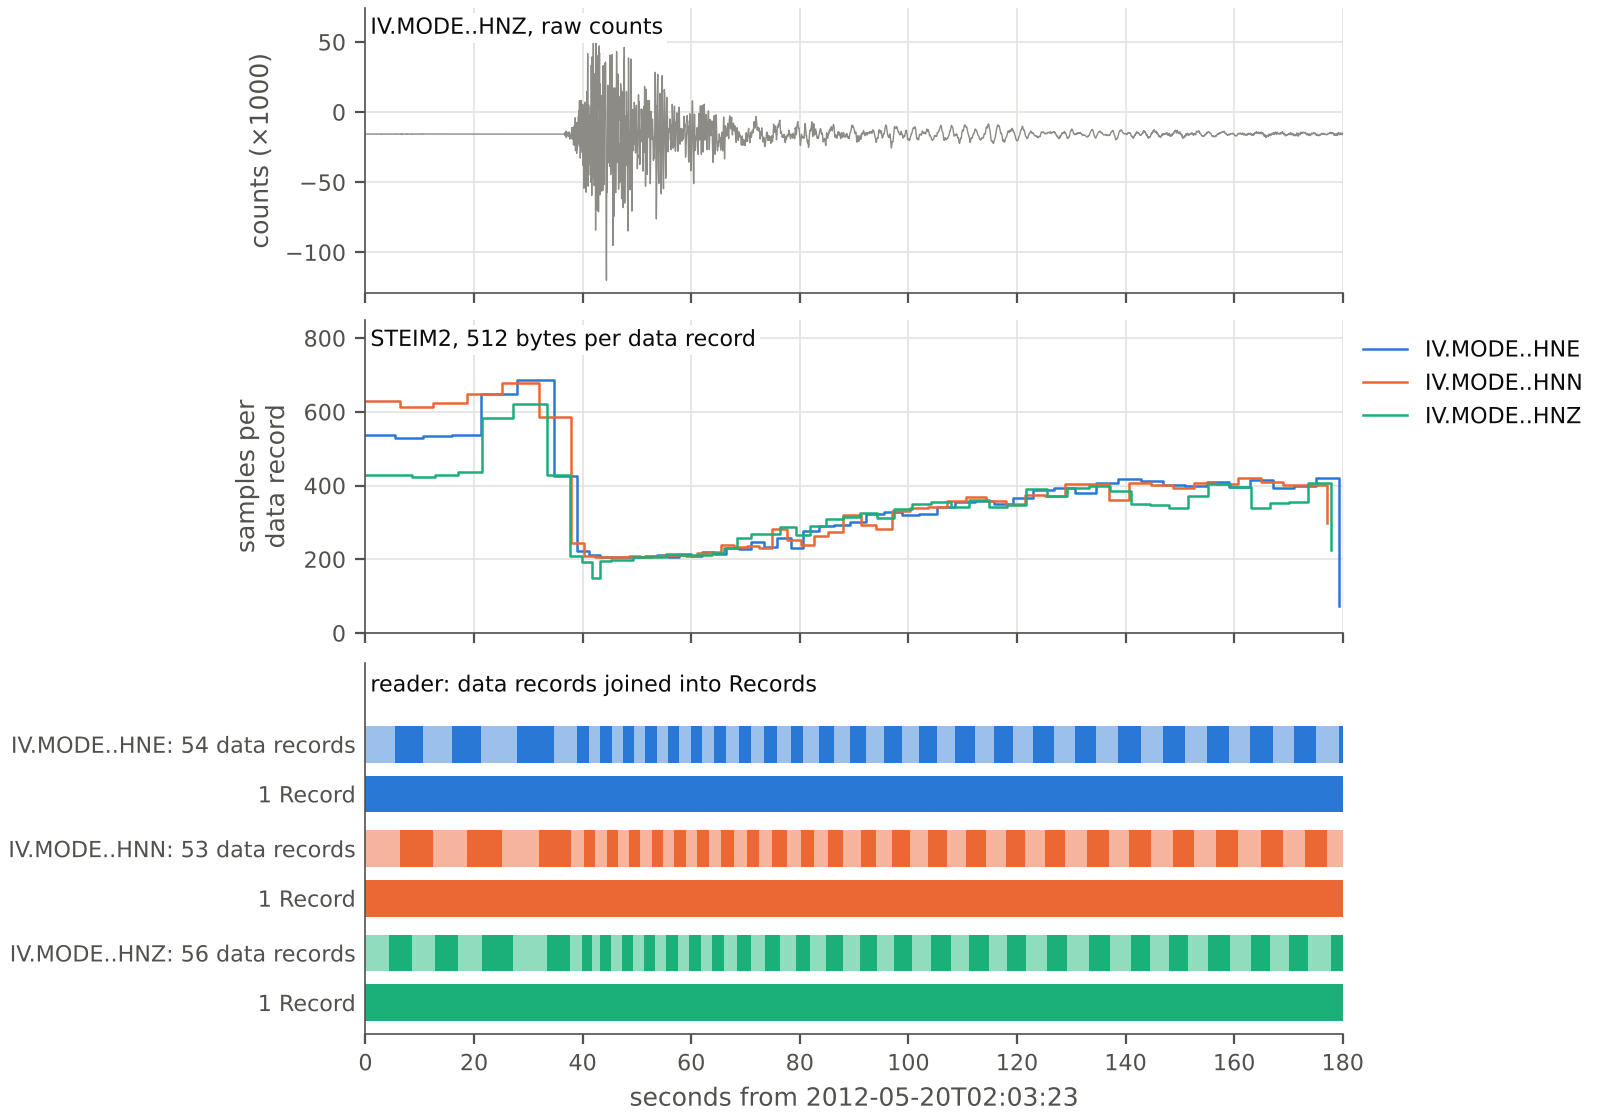 IV.MODE..HNZ, raw counts
counts (×1000)
50
0
−50
−100
STEIM2, 512 bytes per data record
samples per
data record
800
600
400
200
0
IV.MODE..HNE
IV.MODE..HNN
IV.MODE..HNZ
reader: data records joined into Records
IV.MODE..HNE: 54 data records
1 Record
IV.MODE..HNN: 53 data records
1 Record
IV.MODE..HNZ: 56 data records
1 Record
0 20 40 60 80 100 120 140 160 180
seconds from 2012-05-20T02:03:23